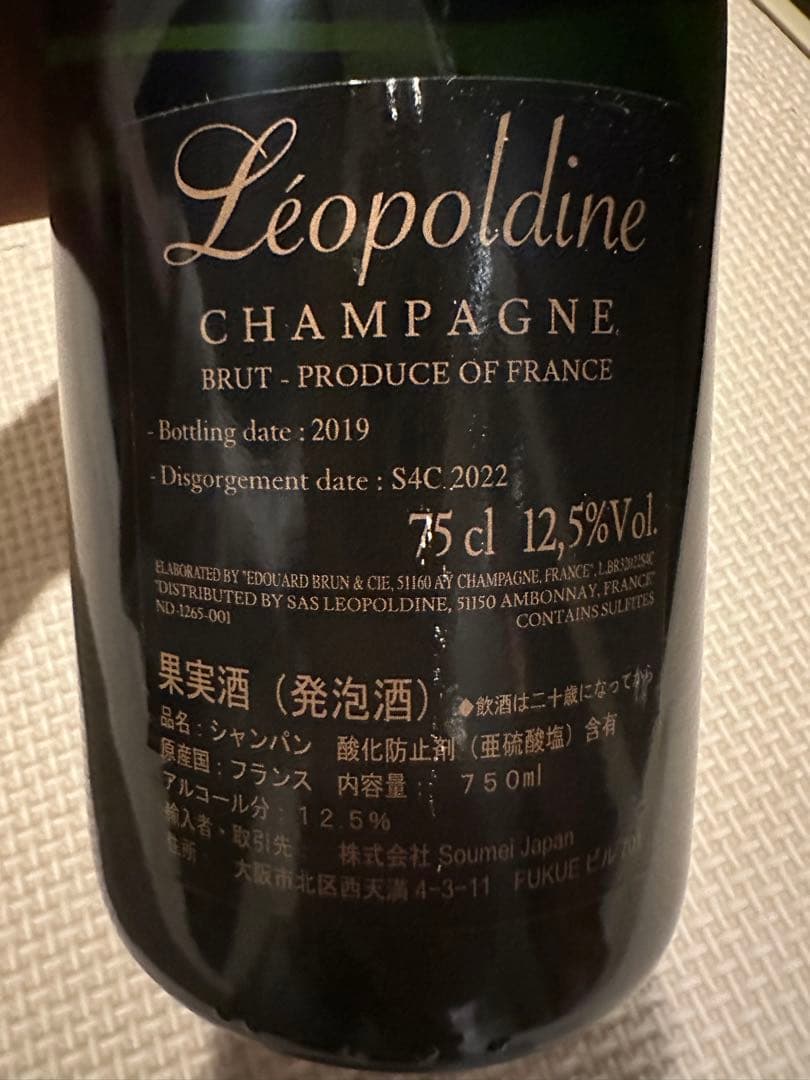 Léopoldine
CHAMPAGNE
BRUT - PRODUCE OF FRANCE
- Bottling date : 2019
- Disgorgement date : S4C.2022
75 cl 12,5%Vol.
ELABORATED BY "EDOUARD BRUN & CIE, 51160 AY CHAMPAGNE, FRANCE", L.BR32022S4C
"DISTRIBUTED BY SAS LEOPOLDINE, 51150 AMBONNAY, FRANCE"
ND-1265-001 CONTAINS SULFITES
果実酒（発泡酒） ◆飲酒は二十歳になってから
品名：シャンパン 酸化防止剤（亜硫酸塩）含有
原産国：フランス 内容量： 750ml
アルコール分：12.5%
輸入者・取引先： 株式会社 Soumei Japan
住所 大阪市北区西天満 4-3-11 FUKUE ビル701